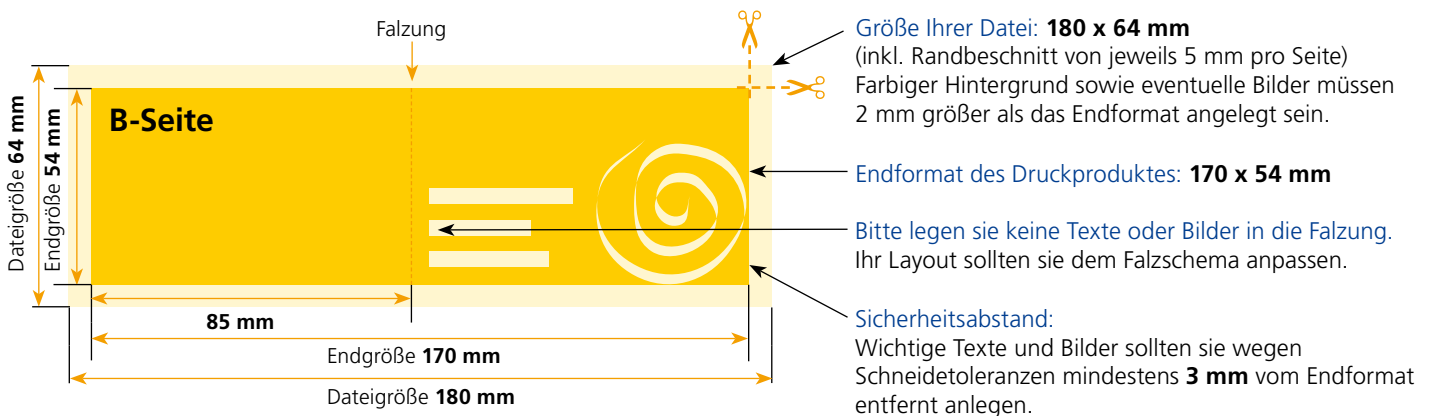 Falzung
B-Seite
Dateigröße 64 mm
Endgröße 54 mm
85 mm
Endgröße 170 mm
Dateigröße 180 mm
Größe Ihrer Datei: 180 x 64 mm
(inkl. Randbeschnitt von jeweils 5 mm pro Seite)
Farbiger Hintergrund sowie eventuelle Bilder müssen
2 mm größer als das Endformat angelegt sein.
Endformat des Druckproduktes: 170 x 54 mm
Bitte legen sie keine Texte oder Bilder in die Falzung.
Ihr Layout sollten sie dem Falzschema anpassen.
Sicherheitsabstand:
Wichtige Texte und Bilder sollten sie wegen
Schneidetoleranzen mindestens 3 mm vom Endformat
entfernt anlegen.